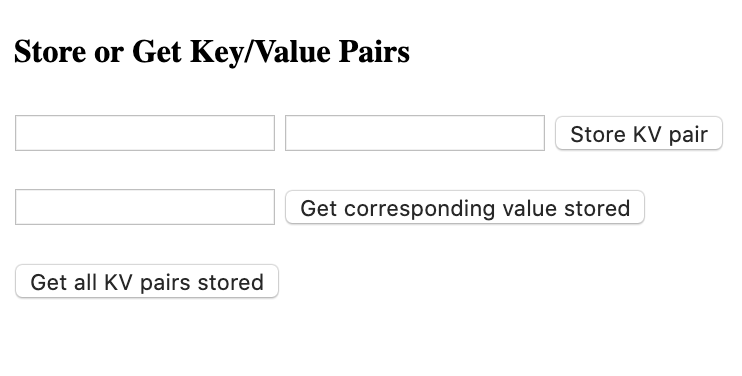 Store or Get Key/Value Pairs
Store KV pair
Get corresponding value stored
Get all KV pairs stored